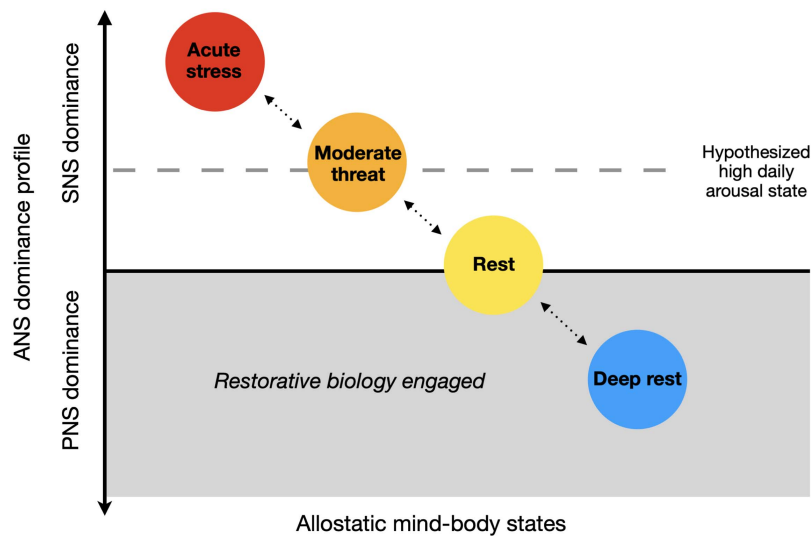 ANS dominance profile
SNS dominance
PNS dominance
Acute
stress
Moderate
threat
Hypothesized
high daily
arousal state
Rest
Deep rest
Restorative biology engaged
Allostatic mind-body states